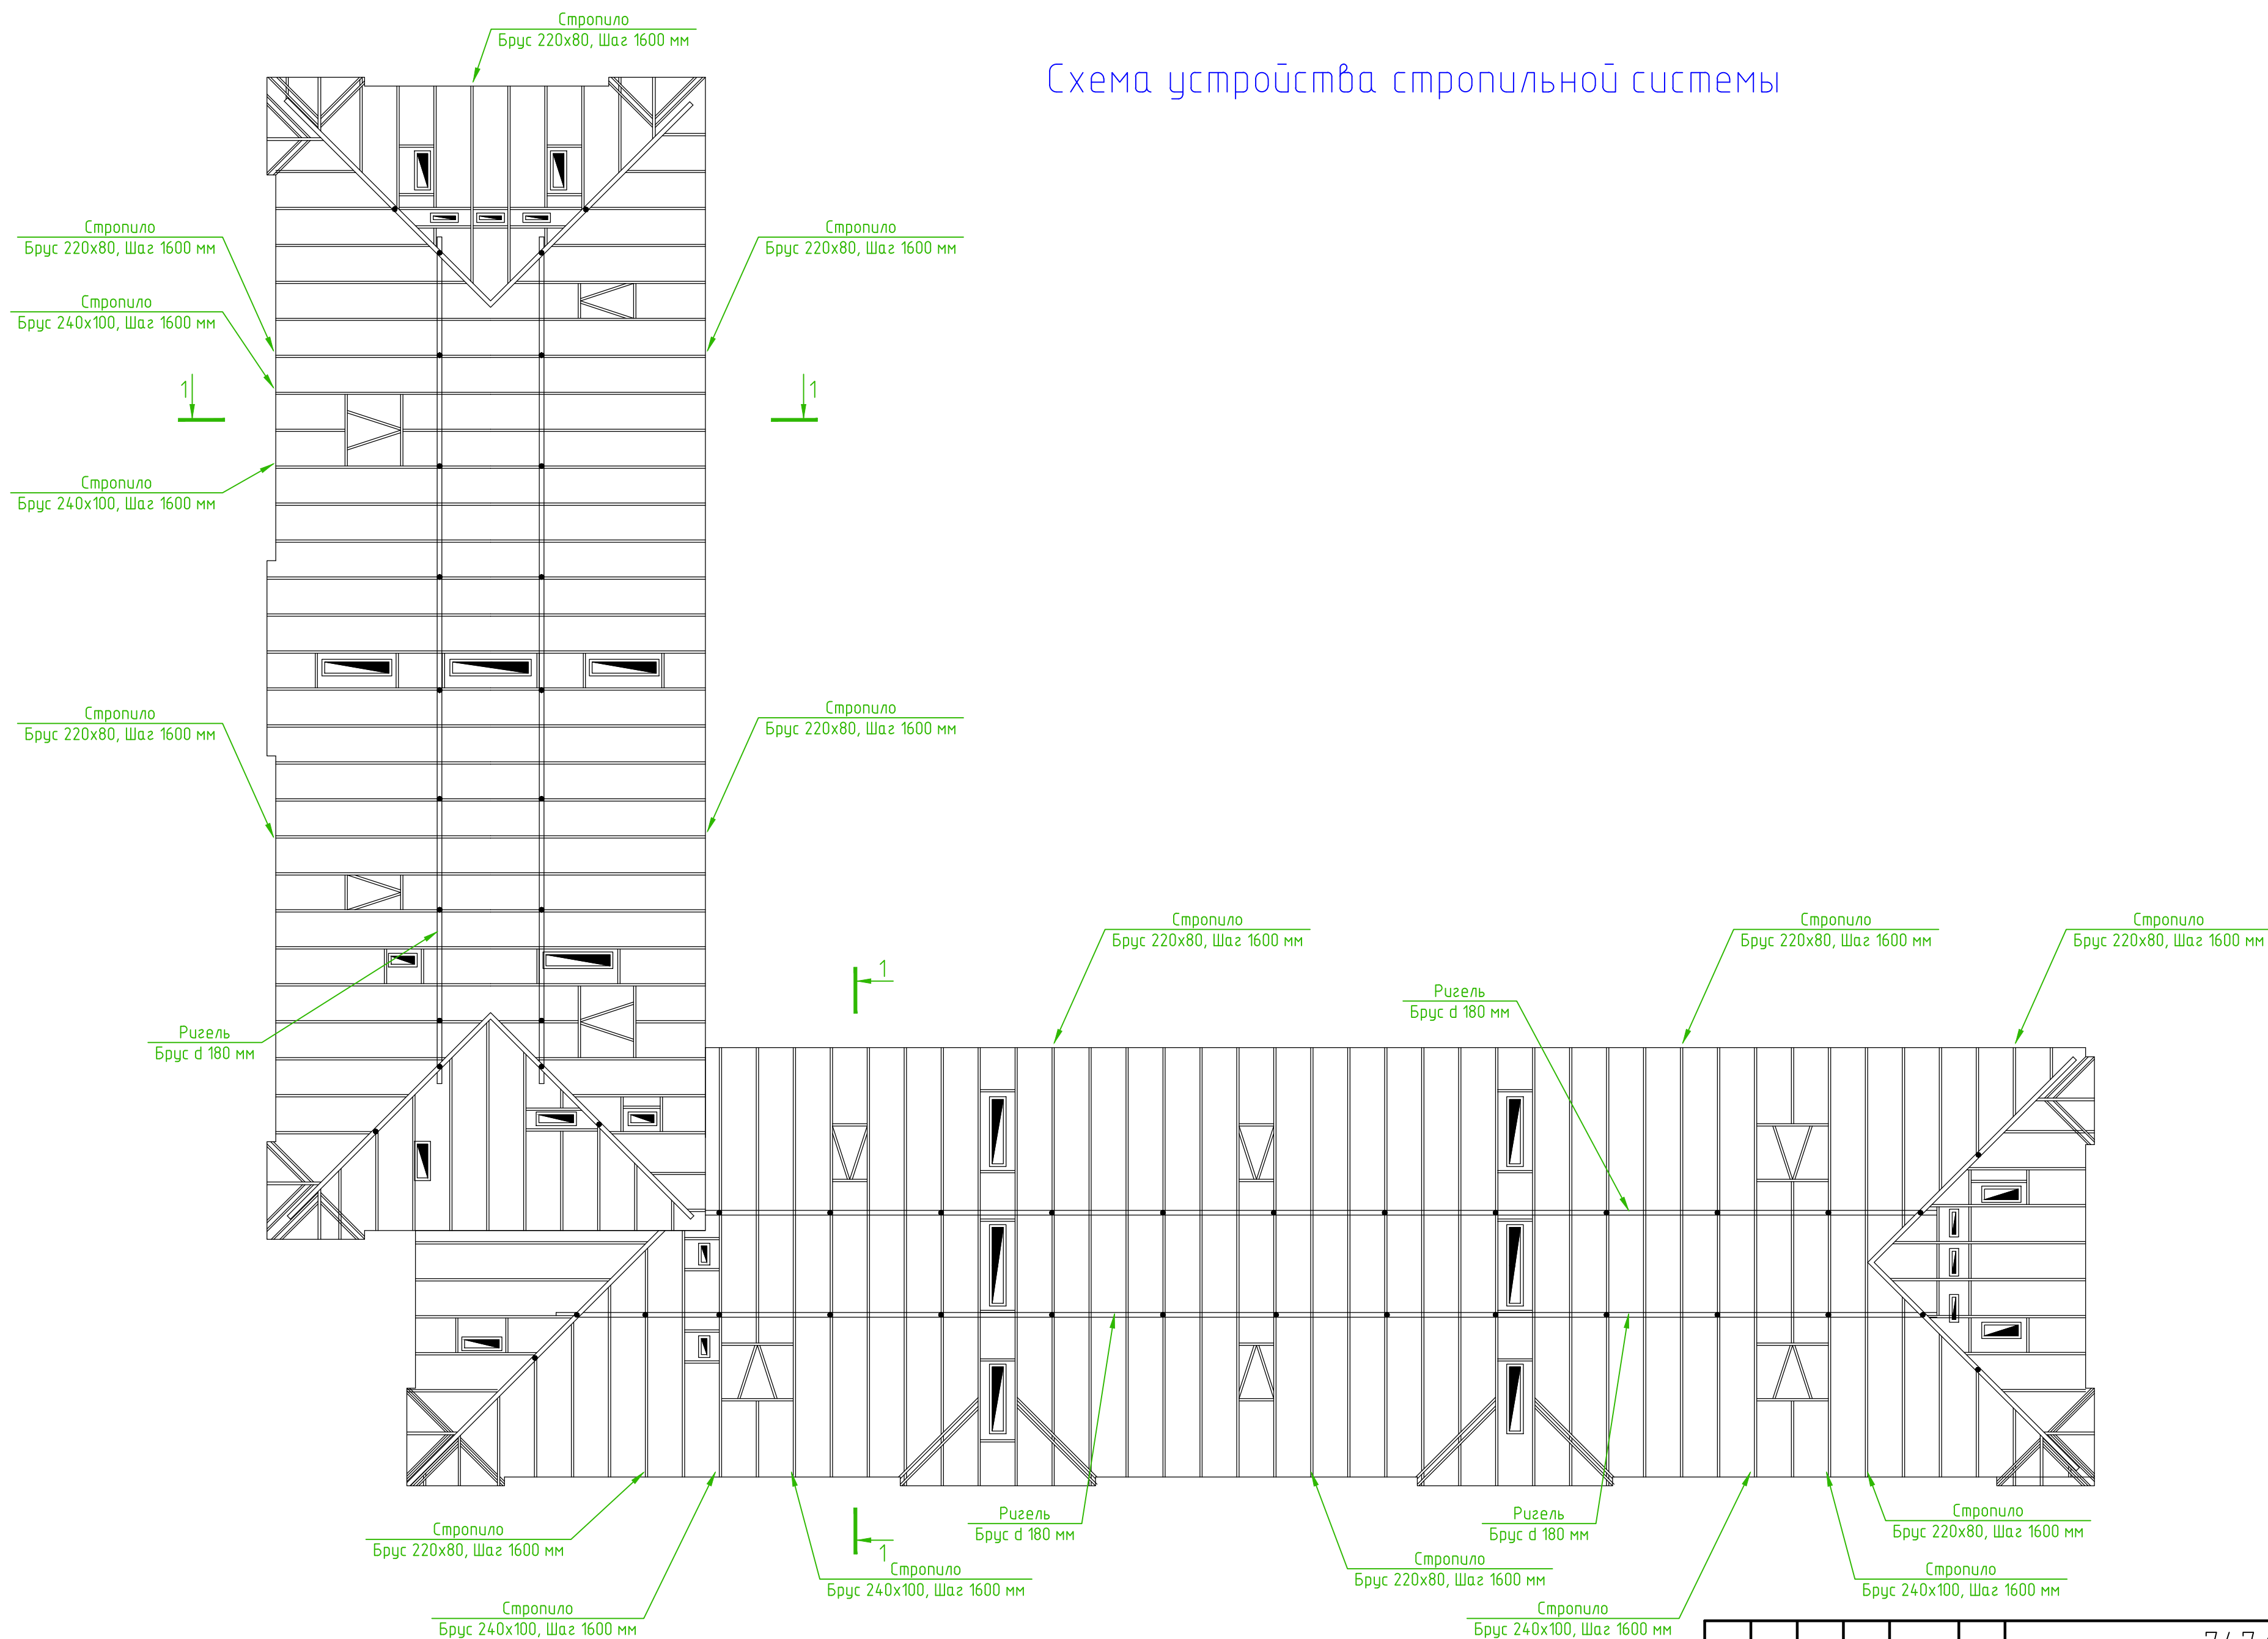 Стропило
Брус 220х80, Шаг 1600 мм
Схема устройства стропильной системы
Стропило
Брус 220х80, Шаг 1600 мм
Стропило
Брус 220х80, Шаг 1600 мм
Стропило
Брус 240х100, Шаг 1600 мм
1
1
Стропило
Брус 240х100, Шаг 1600 мм
Стропило
Брус 220х80, Шаг 1600 мм
Стропило
Брус 220х80, Шаг 1600 мм
Стропило
Брус 220х80, Шаг 1600 мм
Стропило
Брус 220х80, Шаг 1600 мм
Стропило
Брус 220х80, Шаг 1600 мм
1
Ригель
Брус d 180 мм
Ригель
Брус d 180 мм
Ригель
Брус d 180 мм
Ригель
Брус d 180 мм
Стропило
Брус 220х80, Шаг 1600 мм
Стропило
Брус 220х80, Шаг 1600 мм
1
Стропило
Брус 220х80, Шаг 1600 мм
Стропило
Брус 240х100, Шаг 1600 мм
Стропило
Брус 240х100, Шаг 1600 мм
Стропило
Брус 240х100, Шаг 1600 мм
Стропило
Брус 240х100, Шаг 1600 мм